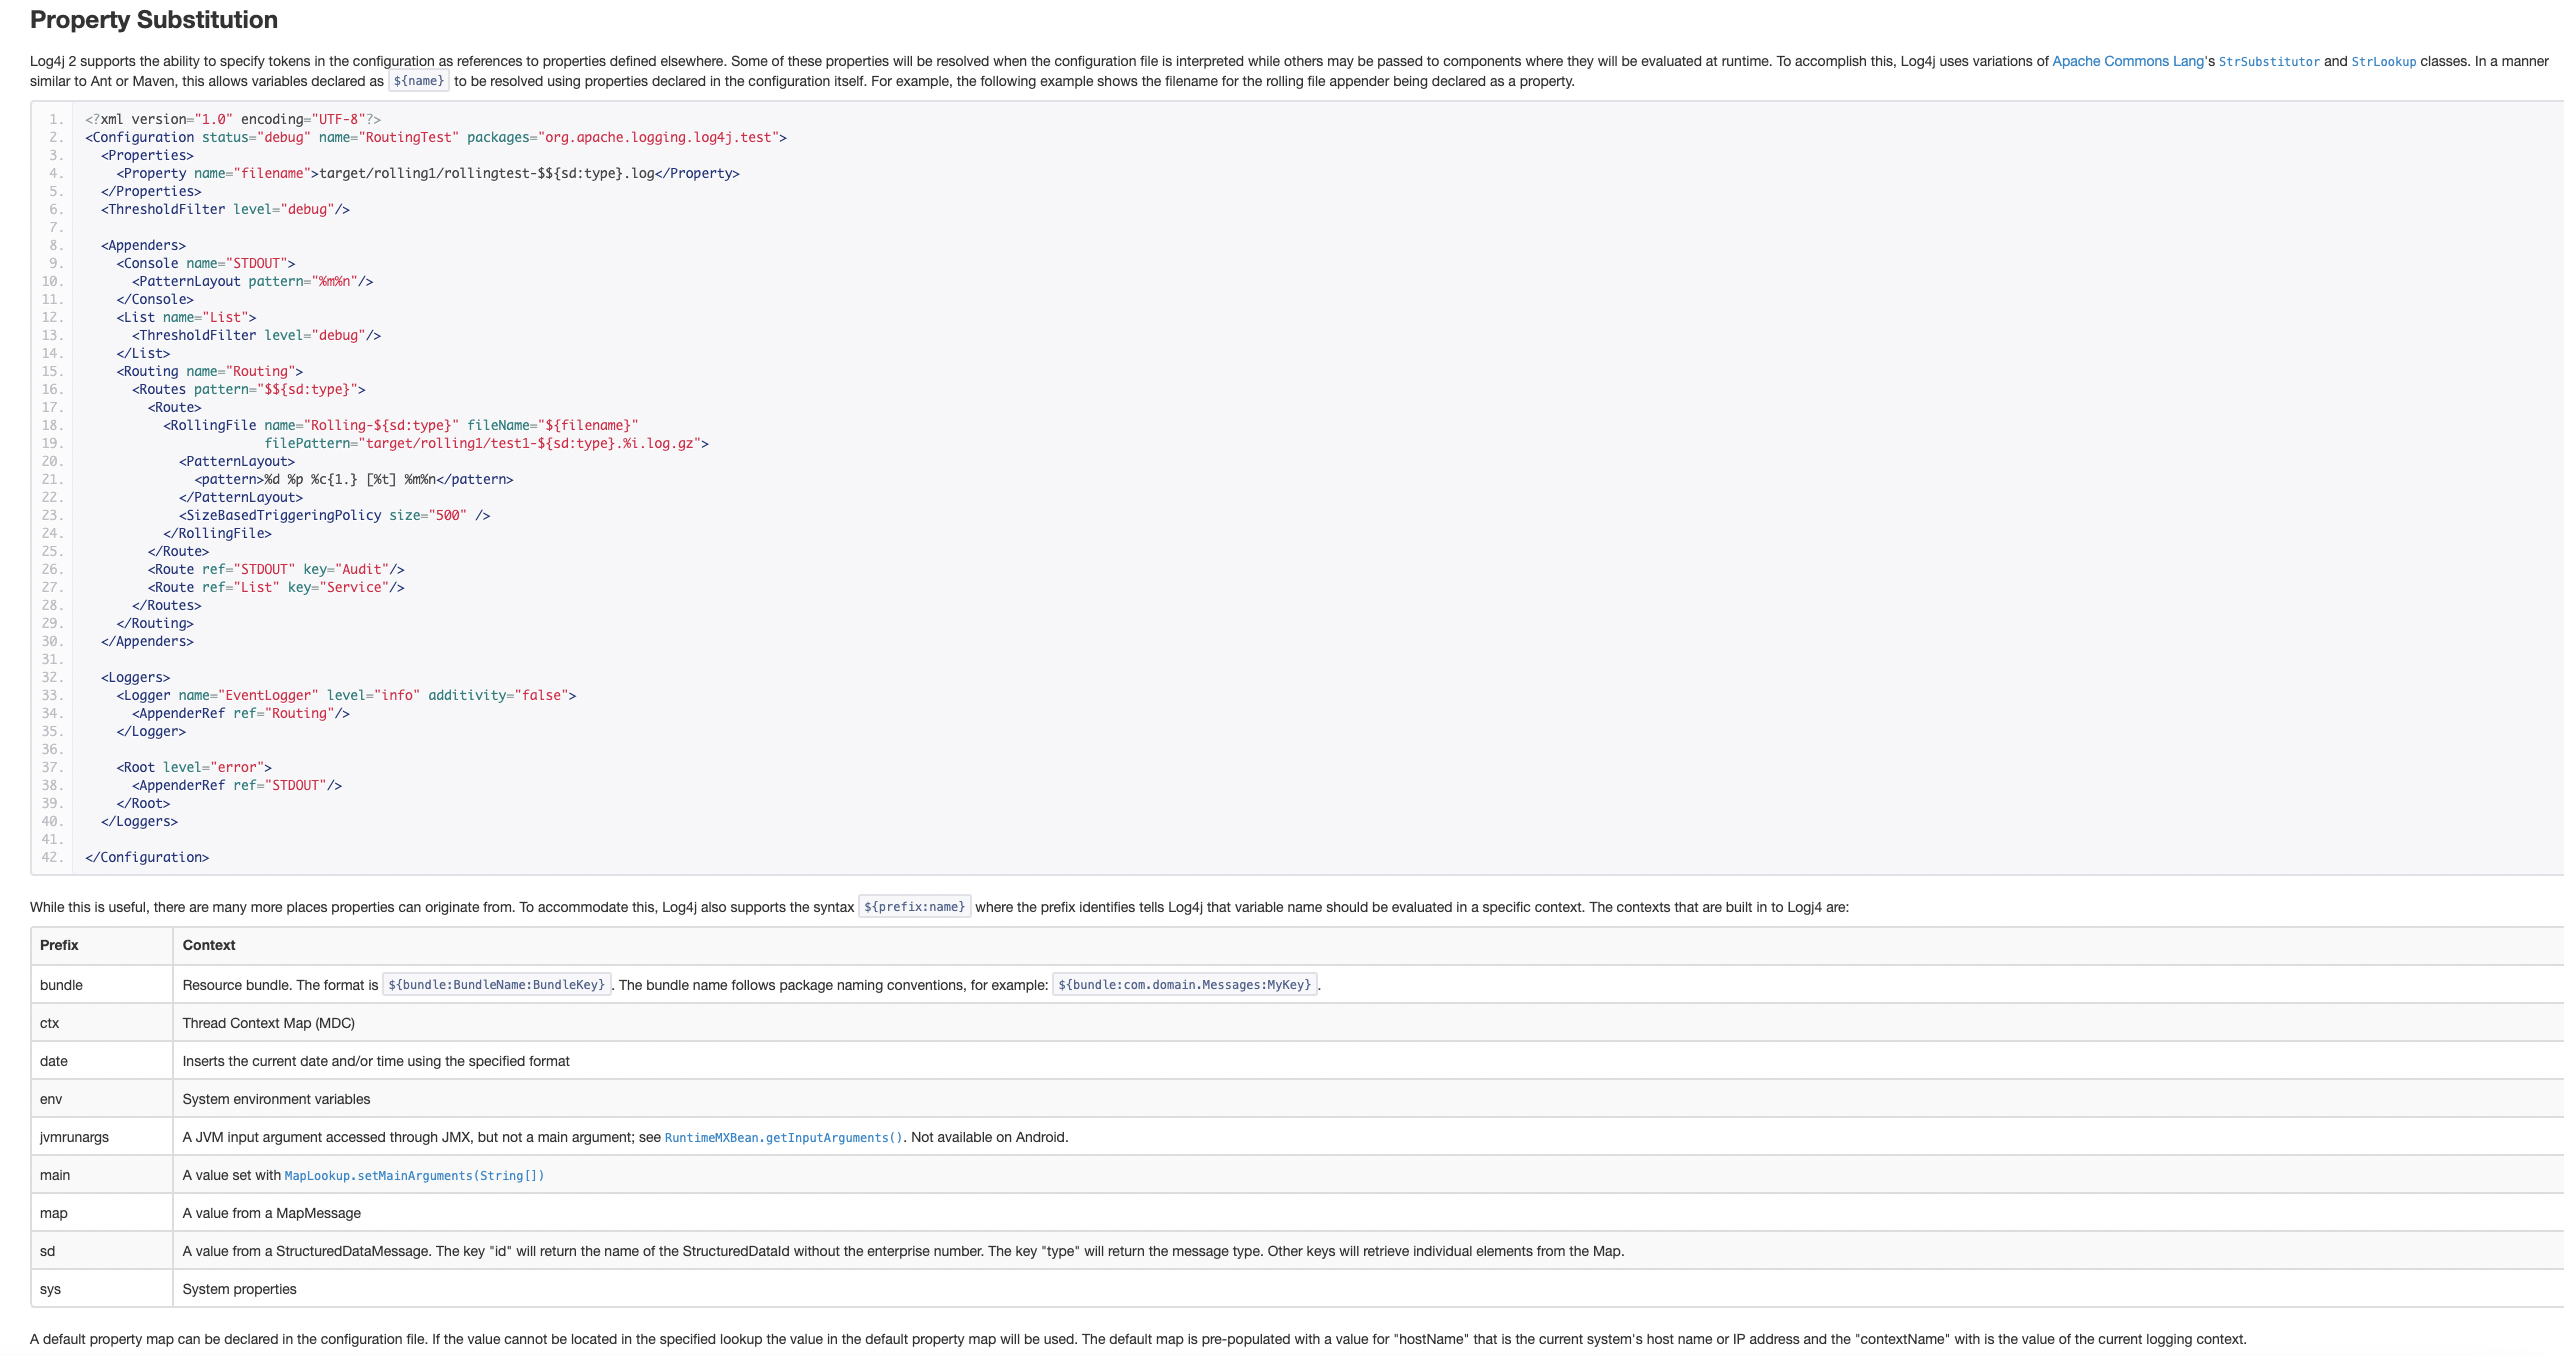 Property Substitution
Log4j 2 supports the ability to specify tokens in the configuration as references to properties defined elsewhere. Some of these properties will be resolved when the configuration file is interpreted while others may be passed to components where they will be evaluated at runtime. To accomplish this, Log4j uses variations of Apache Commons Lang's StrSubstitutor and StrLookup classes. In a manner
similar to Ant or Maven, this allows variables declared as ${name} to be resolved using properties declared in the configuration itself. For example, the following example shows the filename for the rolling file appender being declared as a property.
1. <?xml version="1.0" encoding="UTF-8"?>
2. <Configuration status="debug" name="RoutingTest" packages="org.apache.logging.log4j.test">
3.   <Properties>
4.     <Property name="filename">target/rolling1/rollingtest-$${sd:type}.log</Property>
5.   </Properties>
6.   <ThresholdFilter level="debug"/>
7.
8.   <Appenders>
9.     <Console name="STDOUT">
10.       <PatternLayout pattern="%m%n"/>
11.     </Console>
12.     <List name="List">
13.       <ThresholdFilter level="debug"/>
14.     </List>
15.     <Routing name="Routing">
16.       <Routes pattern="$${sd:type}">
17.         <Route>
18.           <RollingFile name="Rolling-${sd:type}" fileName="${filename}"
19.                        filePattern="target/rolling1/test1-${sd:type}.%i.log.gz">
20.             <PatternLayout>
21.               <pattern>%d %p %c{1.} [%t] %m%n</pattern>
22.             </PatternLayout>
23.             <SizeBasedTriggeringPolicy size="500" />
24.           </RollingFile>
25.         </Route>
26.         <Route ref="STDOUT" key="Audit"/>
27.         <Route ref="List" key="Service"/>
28.       </Routes>
29.     </Routing>
30.   </Appenders>
31.
32.   <Loggers>
33.     <Logger name="EventLogger" level="info" additivity="false">
34.       <AppenderRef ref="Routing"/>
35.     </Logger>
36.
37.     <Root level="error">
38.       <AppenderRef ref="STDOUT"/>
39.     </Root>
40.   </Loggers>
41.
42. </Configuration>
While this is useful, there are many more places properties can originate from. To accommodate this, Log4j also supports the syntax ${prefix:name} where the prefix identifies tells Log4j that variable name should be evaluated in a specific context. The contexts that are built in to Logj4 are:
Prefix Context
bundle Resource bundle. The format is ${bundle:BundleName:BundleKey}. The bundle name follows package naming conventions, for example: ${bundle:com.domain.Messages:MyKey}.
ctx Thread Context Map (MDC)
date Inserts the current date and/or time using the specified format
env System environment variables
jvmrunargs A JVM input argument accessed through JMX, but not a main argument; see RuntimeMXBean.getInputArguments(). Not available on Android.
main A value set with MapLookup.setMainArguments(String[])
map A value from a MapMessage
sd A value from a StructuredDataMessage. The key "id" will return the name of the StructuredDataId without the enterprise number. The key "type" will return the message type. Other keys will retrieve individual elements from the Map.
sys System properties
A default property map can be declared in the configuration file. If the value cannot be located in the specified lookup the value in the default property map will be used. The default map is pre-populated with a value for "hostName" that is the current system's host name or IP address and the "contextName" with is the value of the current logging context.